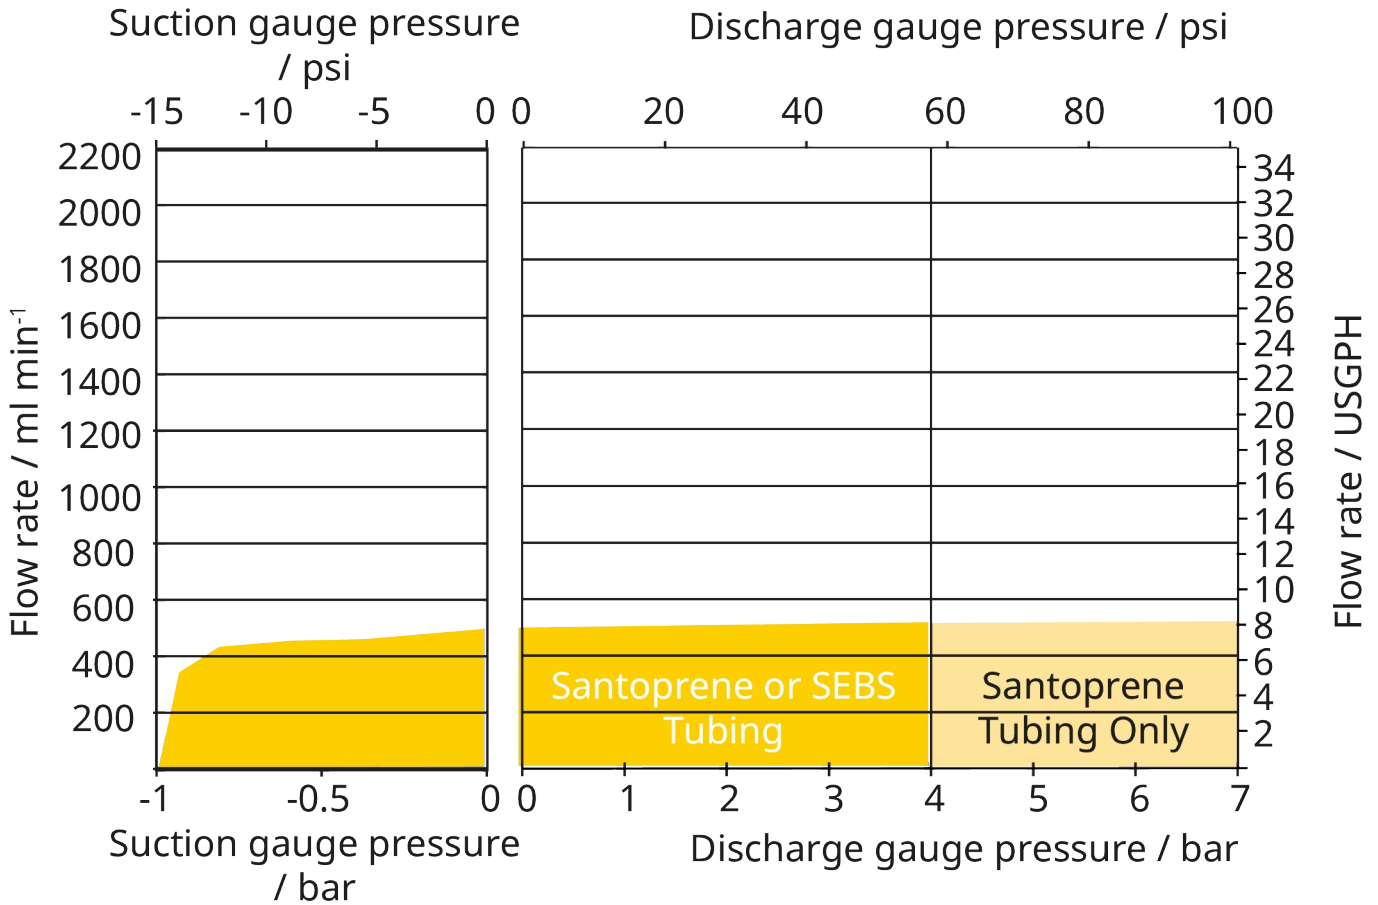 Suction gauge pressure
/ psi
Discharge gauge pressure / psi
-15 -10 -5 0 0 20 40 60 80 100
2200
2000
1800
1600
1400
1200
1000
800
600
400
200
Flow rate / ml min⁻¹
34
32
30
28
26
24
22
20
18
16
14
12
10
8
6
4
2
Flow rate / USGPH
Santoprene or SEBS
Tubing
Santoprene
Tubing Only
-1 -0.5 0 0 1 2 3 4 5 6 7
Suction gauge pressure
/ bar
Discharge gauge pressure / bar